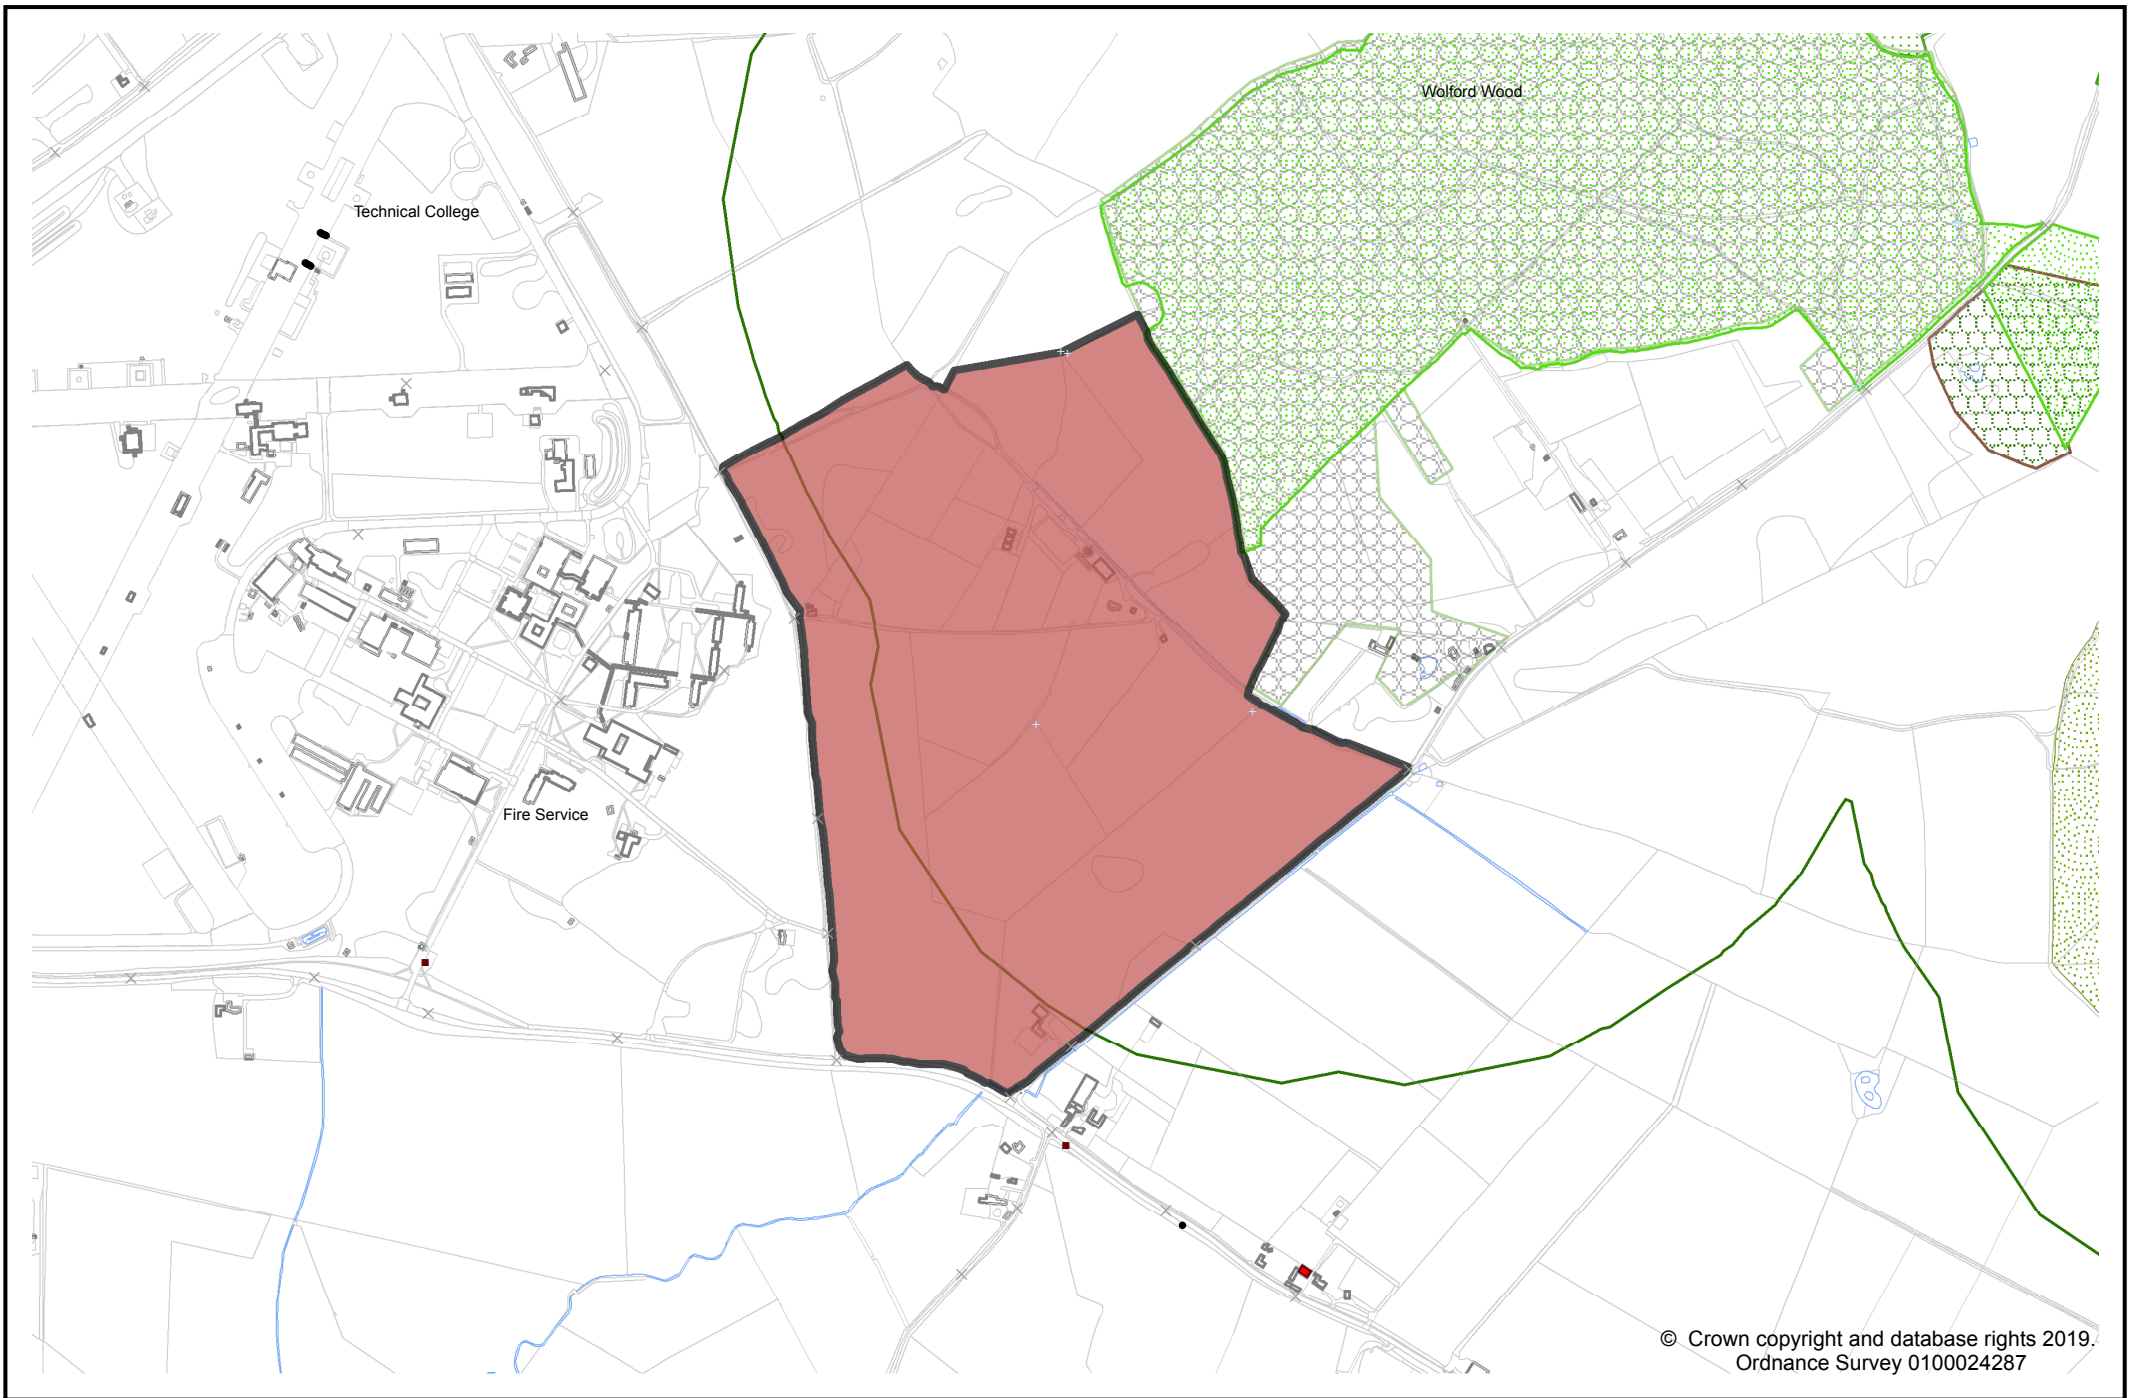 Wolford Wood
Technical College
Fire Service
© Crown copyright and database rights 2019.
Ordnance Survey 0100024287